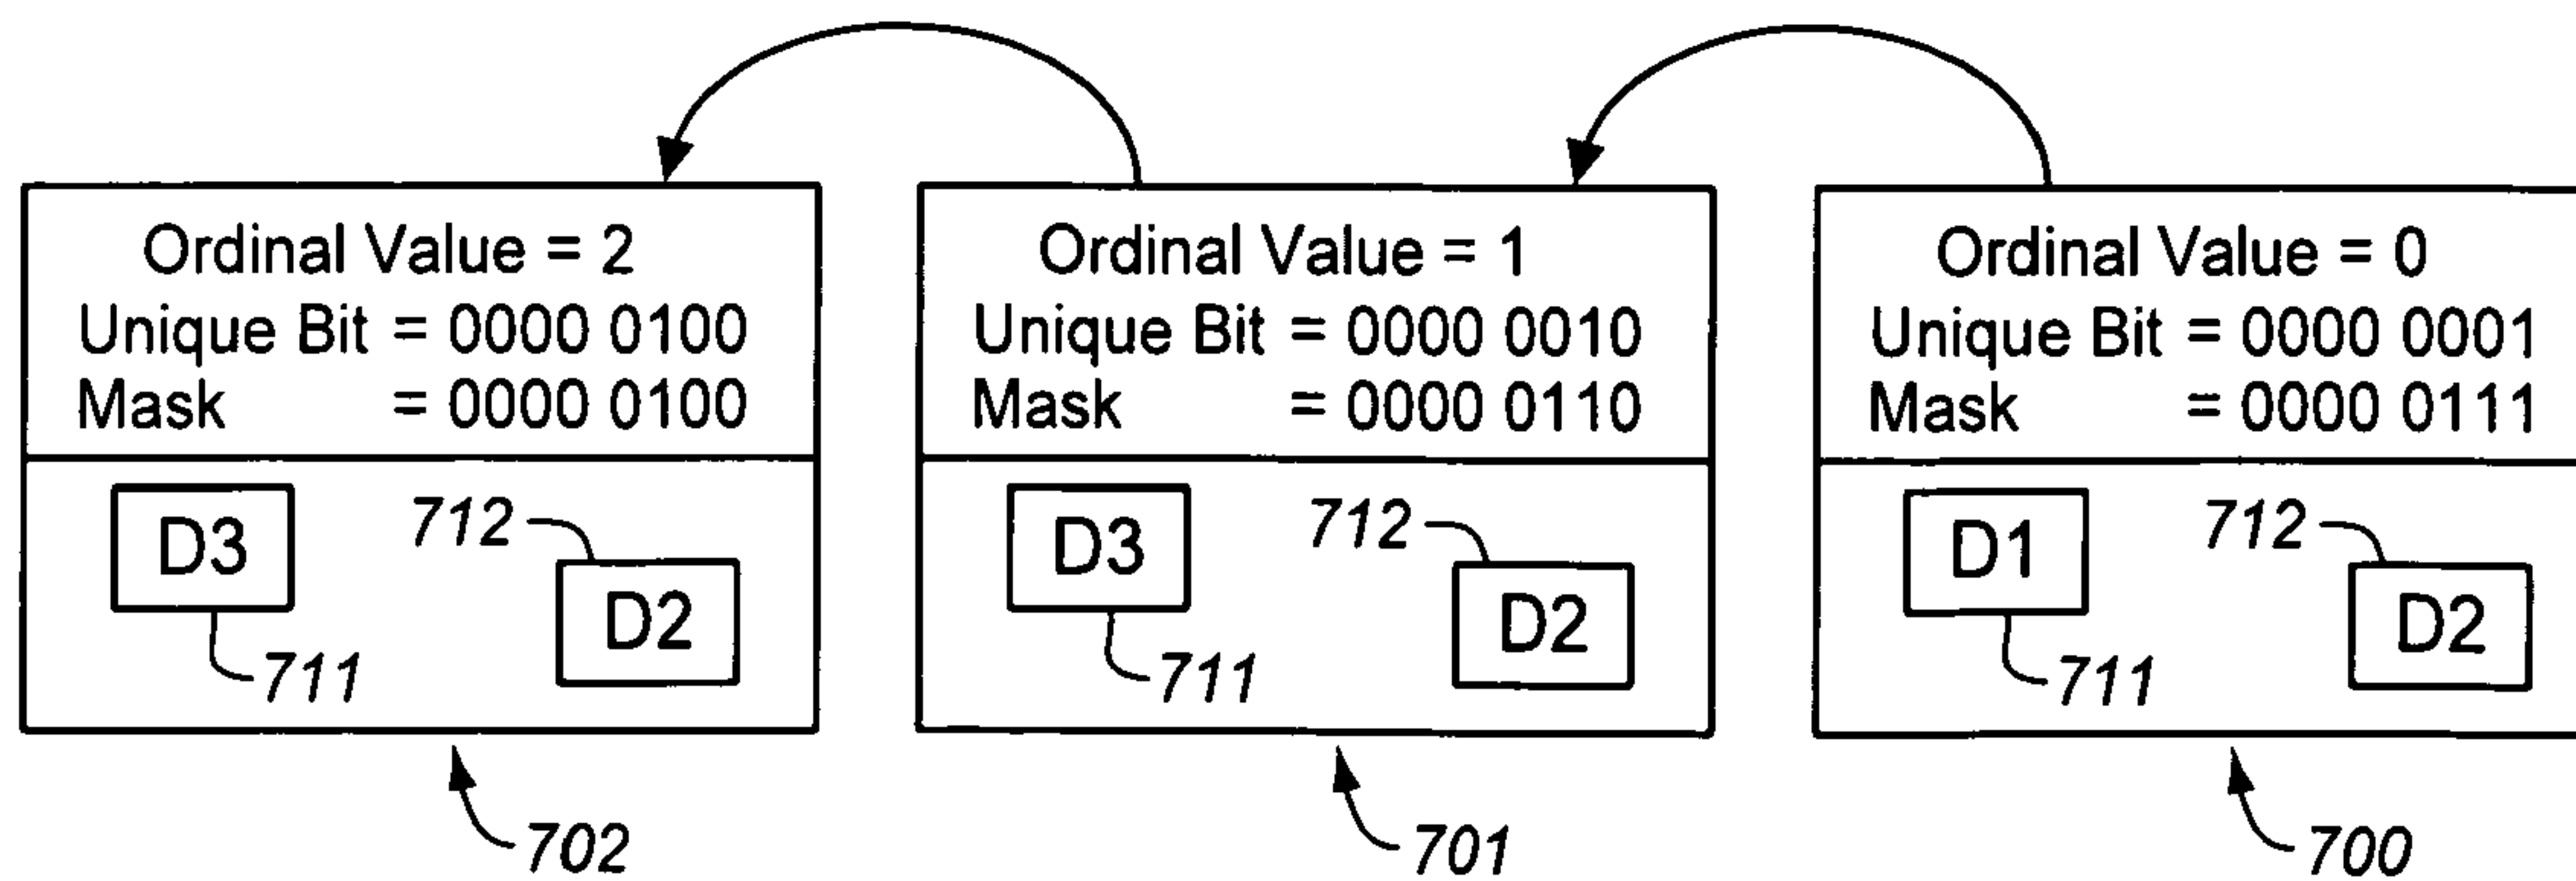 Ordinal Value = 2
Unique Bit = 0000 0100
Mask = 0000 0100
D3
712
D2
711
702
Ordinal Value = 1
Unique Bit = 0000 0010
Mask = 0000 0110
D3
712
D2
711
701
Ordinal Value = 0
Unique Bit = 0000 0001
Mask = 0000 0111
D1
712
D2
711
700